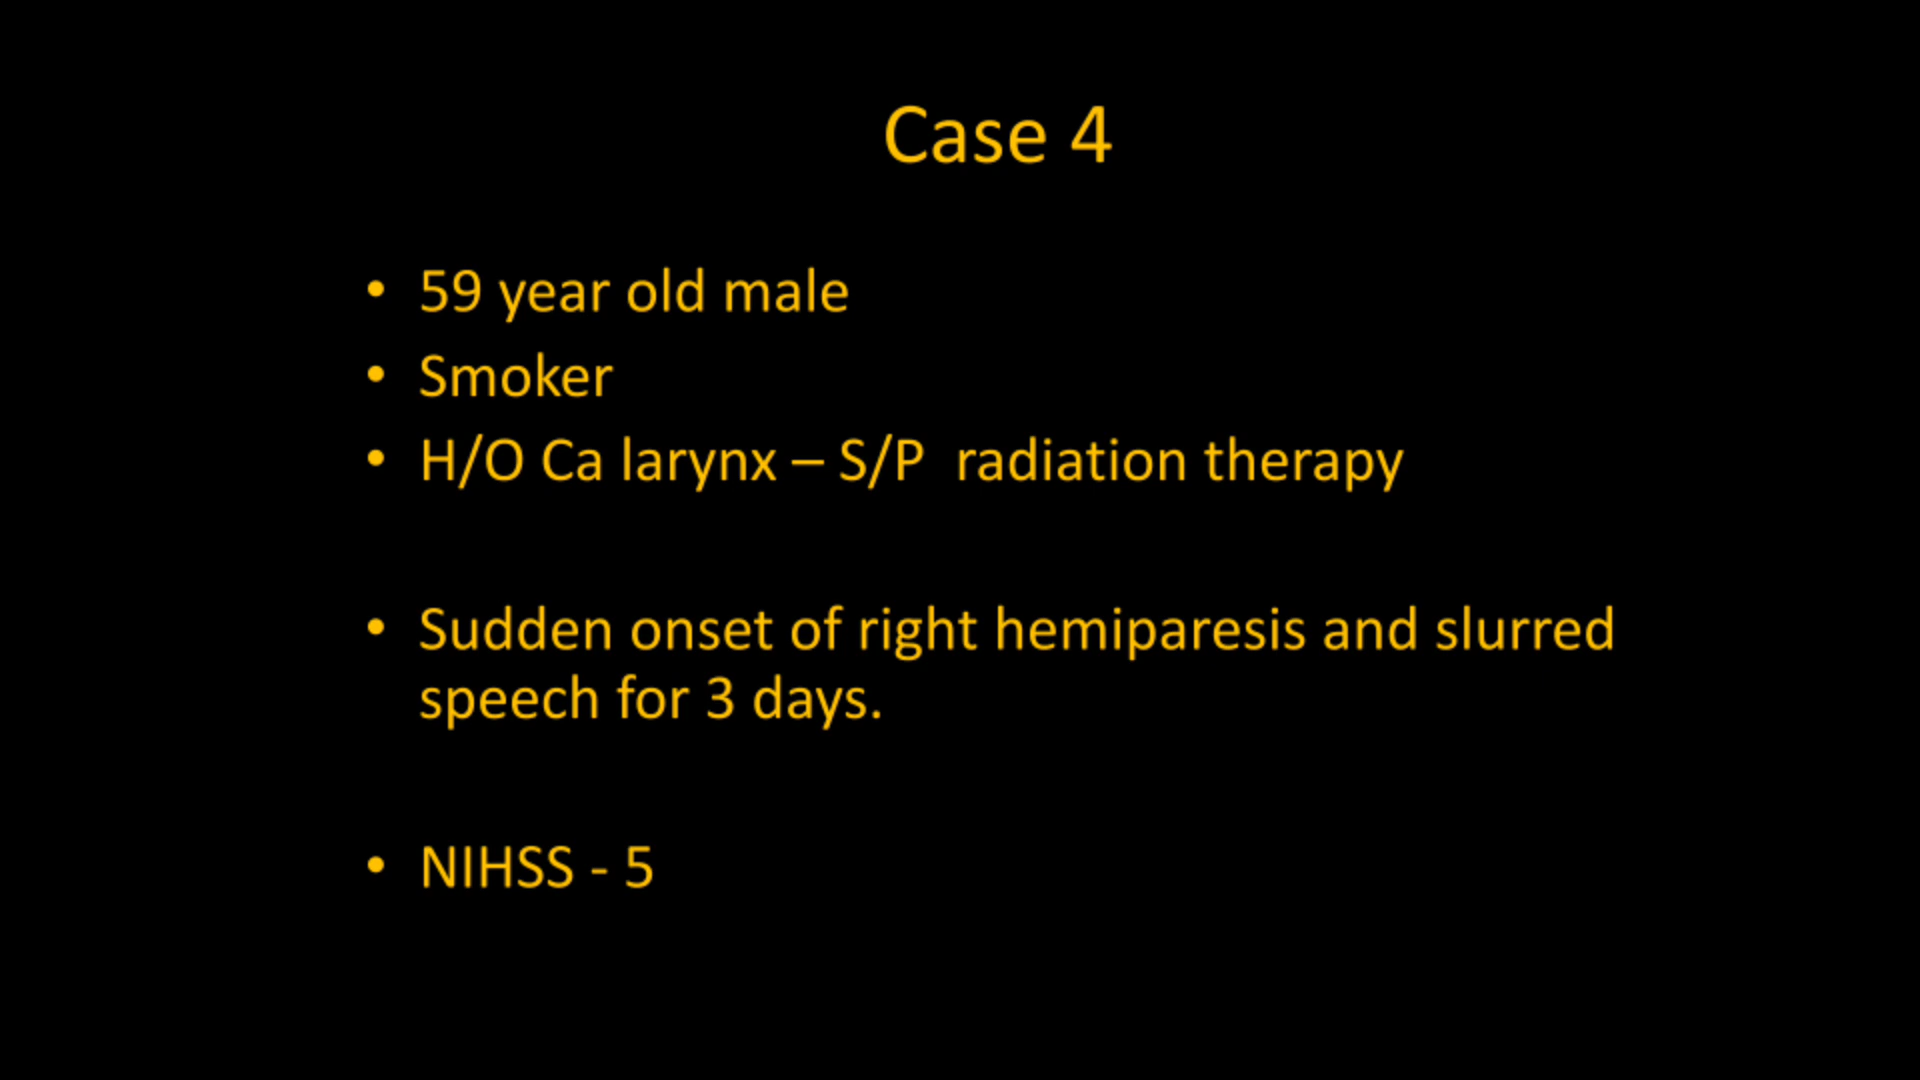 Case 4
• 59 year old male
• Smoker
• H/O Ca larynx – S/P  radiation therapy
• Sudden onset of right hemiparesis and slurred
speech for 3 days.
• NIHSS - 5